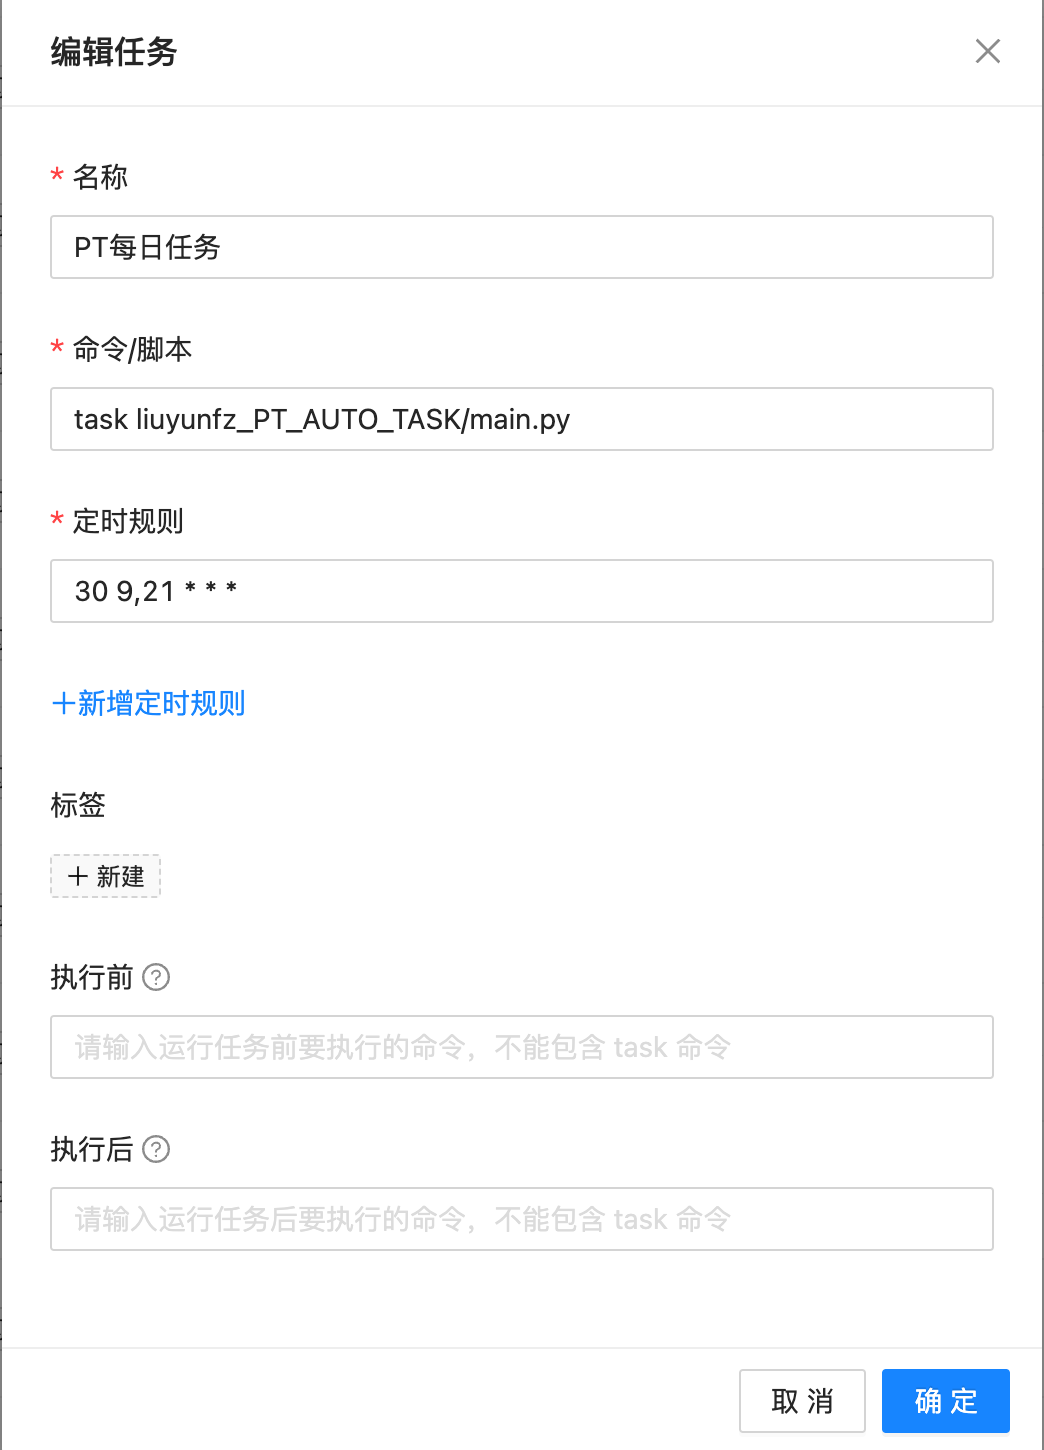 编辑任务
* 名称
PT每日任务
* 命令/脚本
task liuyunfz_PT_AUTO_TASK/main.py
* 定时规则
30 9,21 * * *
+新增定时规则
标签
+ 新建
执行前 ?
请输入运行任务前要执行的命令，不能包含 task 命令
执行后 ?
请输入运行任务后要执行的命令，不能包含 task 命令
取 消
确 定